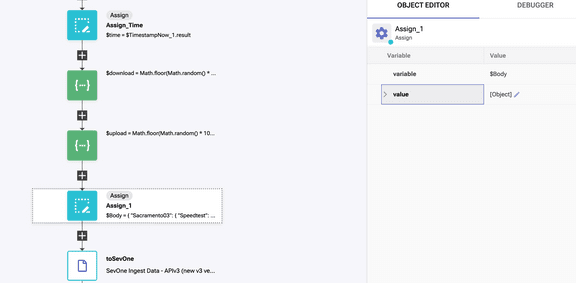 Assign
Assign_Time
$time = $TimestampNow_1.result
$download = Math.floor(Math.random() * ...
{...}
$upload = Math.floor(Math.random() * 10...
{...}
Assign
Assign_1
$Body = { "Sacramento03": { "Speedtest": ...
toSevOne
SevOne Ingest Data - APIv3 (new v3 ve...
OBJECT EDITOR
DEBUGGER
Assign_1
Assign
Variable
Value
variable
$Body
value
[Object]